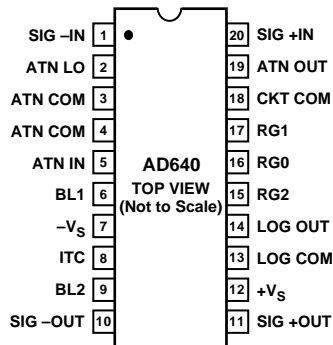 SIG –IN 1 20 SIG +IN
ATN LO 2 19 ATN OUT
ATN COM 3 18 CKT COM
ATN COM 4 17 RG1
ATN IN 5 16 RG0
AD640
BL1 6 15 RG2
TOP VIEW
(Not to Scale)
–VS 7 14 LOG OUT
ITC 8 13 LOG COM
BL2 9 12 +VS
SIG –OUT 10 11 SIG +OUT